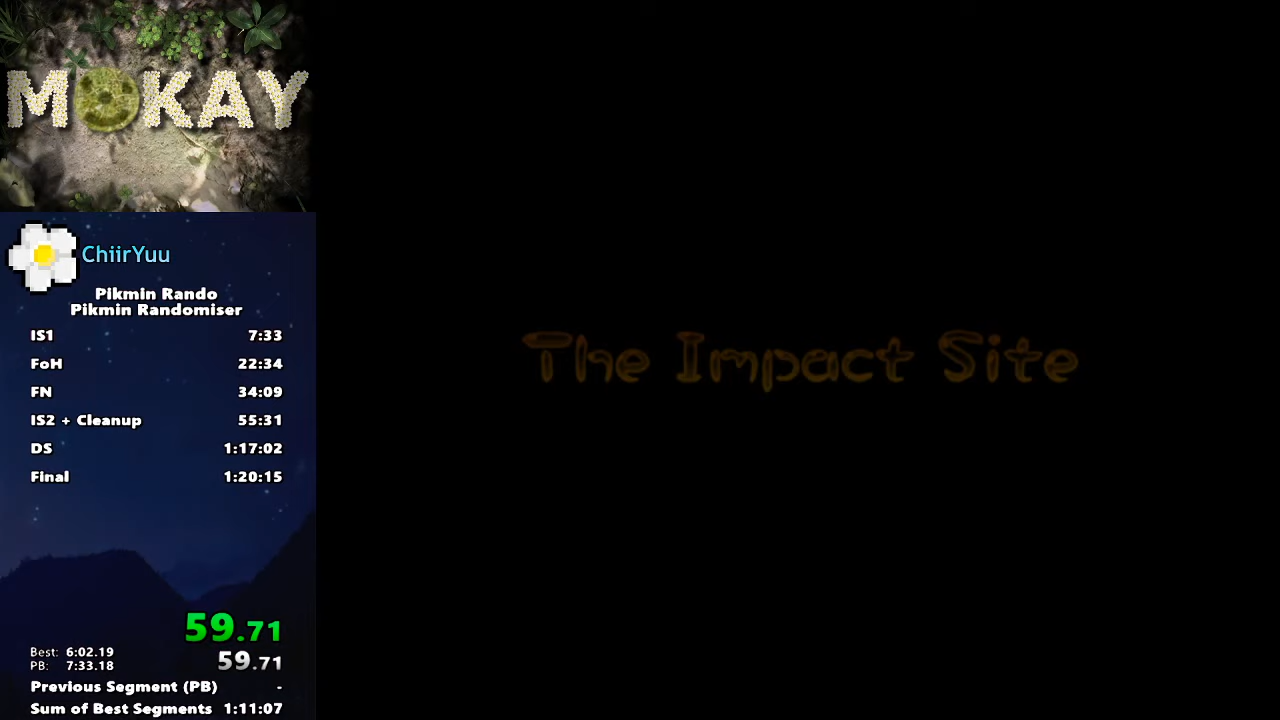 MOKAY
ChiirYuu
Pikmin Rando
Pikmin Randomiser
IS1 7:33
FoH 22:34
FN 34:09
IS2 + Cleanup 55:31
DS 1:17:02
Final 1:20:15
59.71
Best: 6:02.19
PB: 7:33.18
59.71
Previous Segment (PB) -
Sum of Best Segments 1:11:07
The Impact Site